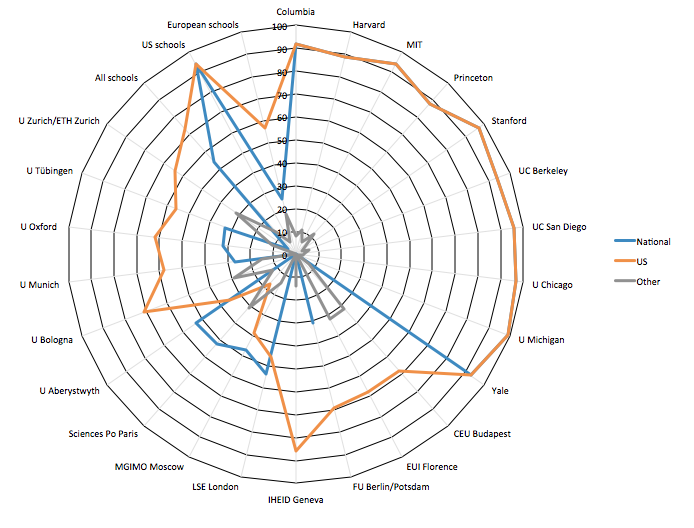 Columbia
Harvard
MIT
Princeton
Stanford
UC Berkeley
UC San Diego
U Chicago
U Michigan
Yale
CEU Budapest
EUI Florence
FU Berlin/Potsdam
IHEID Geneva
LSE London
MGIMO Moscow
Sciences Po Paris
U Aberystwyth
U Bologna
U Munich
U Oxford
U Tübingen
U Zurich/ETH Zurich
All schools
US schools
European schools
100
90
80
70
60
50
40
30
20
10
0
National
US
Other